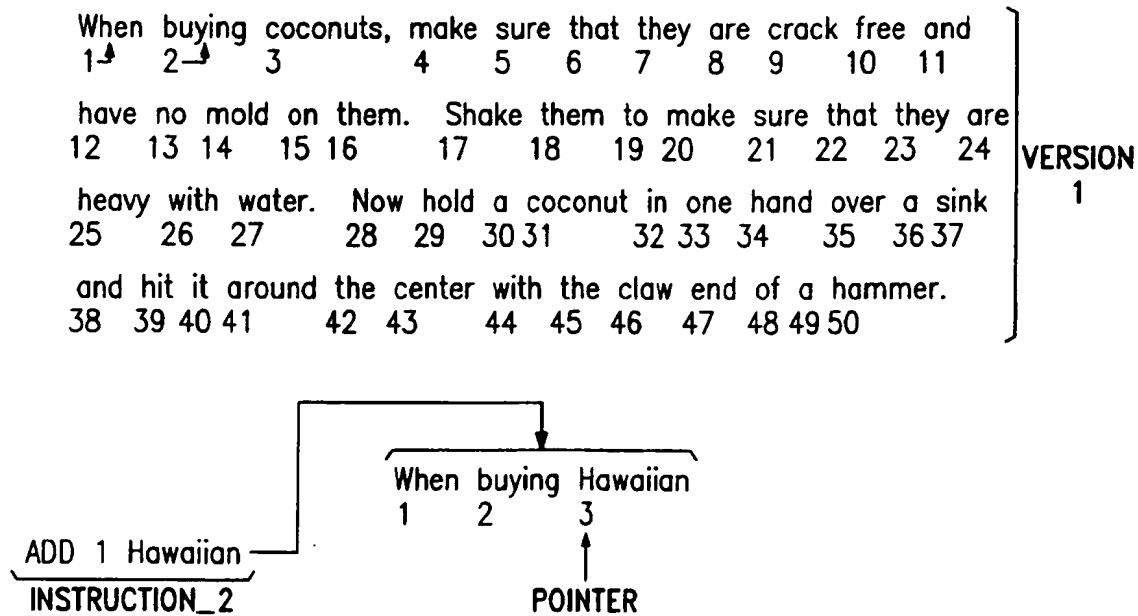 When buying coconuts, make sure that they are crack free and
1 2 3 4 5 6 7 8 9 10 11
have no mold on them. Shake them to make sure that they are
12 13 14 15 16 17 18 19 20 21 22 23 24
heavy with water. Now hold a coconut in one hand over a sink
25 26 27 28 29 30 31 32 33 34 35 36 37
and hit it around the center with the claw end of a hammer.
38 39 40 41 42 43 44 45 46 47 48 49 50
VERSION
1
When buying Hawaiian
1 2 3
ADD 1 Hawaiian
INSTRUCTION_2
POINTER